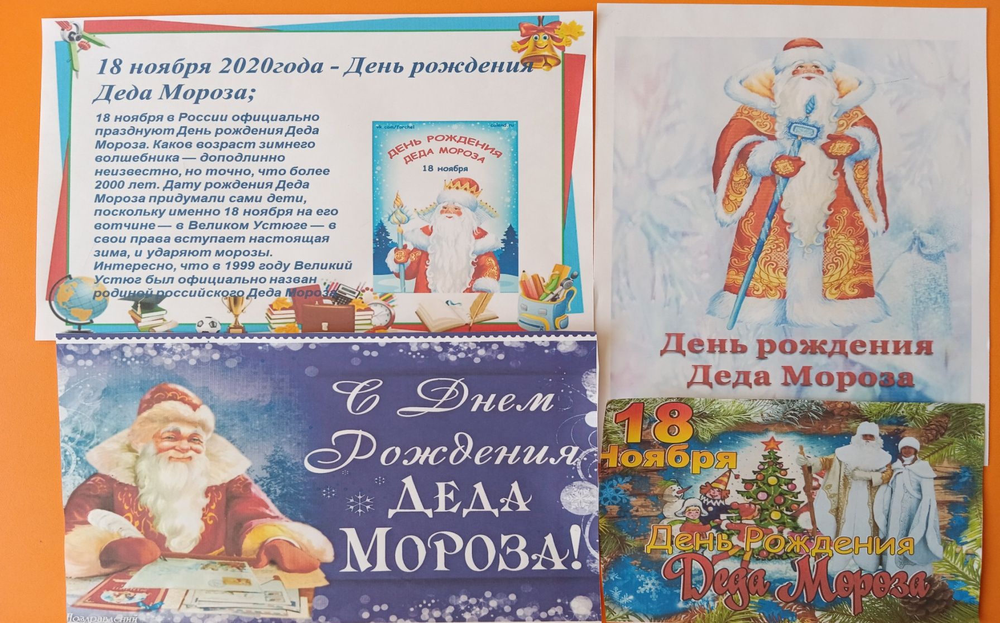 18 ноября 2020года - День рождения
Деда Мороза;
18 ноября в России официально
празднуют День рождения Деда
Мороза. Каков возраст зимнего
волшебника — доподлинно
неизвестно, но точно, что более
2000 лет. Дату рождения Деда
Мороза придумали сами дети,
поскольку именно 18 ноября на его
вотчине — в Великом Устюге — в
свои права вступает настоящая
зима, и ударяют морозы.
Интересно, что в 1999 году Великий
Устюг был официально назван
родиной российского Деда Мороза
vk.com/forchel
calend.ru
ДЕНЬ РОЖДЕНИЯ
ДЕДА МОРОЗА
18 ноября
День рождения
Деда Мороза
С Днем
Рождения
ДЕДА
МОРОЗА!
Поздравлении
18
Ноября
День Рождения
Деда Мороза